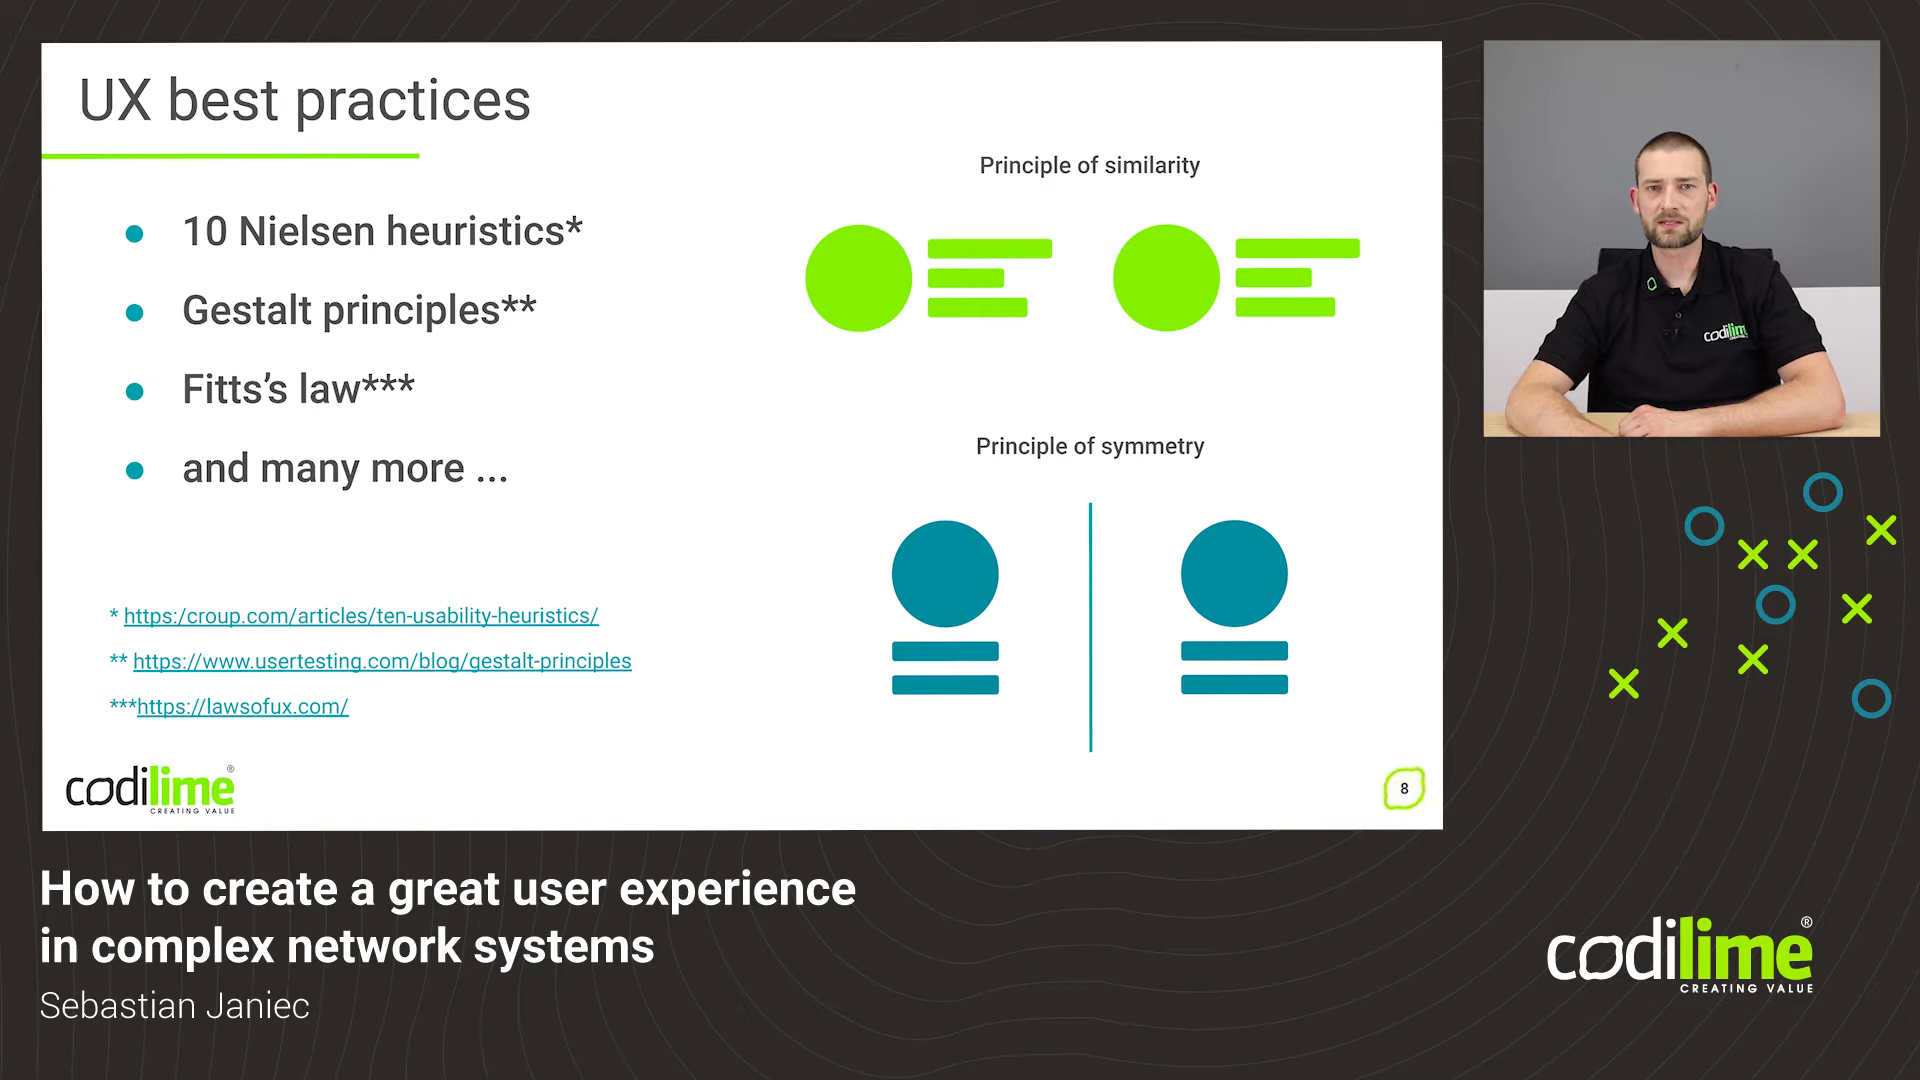 UX best practices
10 Nielsen heuristics*
Gestalt principles**
Fitts’s law***
and many more ...
* https:/croup.com/articles/ten-usability-heuristics/
** https://www.usertesting.com/blog/gestalt-principles
***https://lawsofux.com/
Principle of similarity
Principle of symmetry
codilime®
CREATING VALUE
8
codilime
How to create a great user experience
in complex network systems
Sebastian Janiec
codilime®
CREATING VALUE